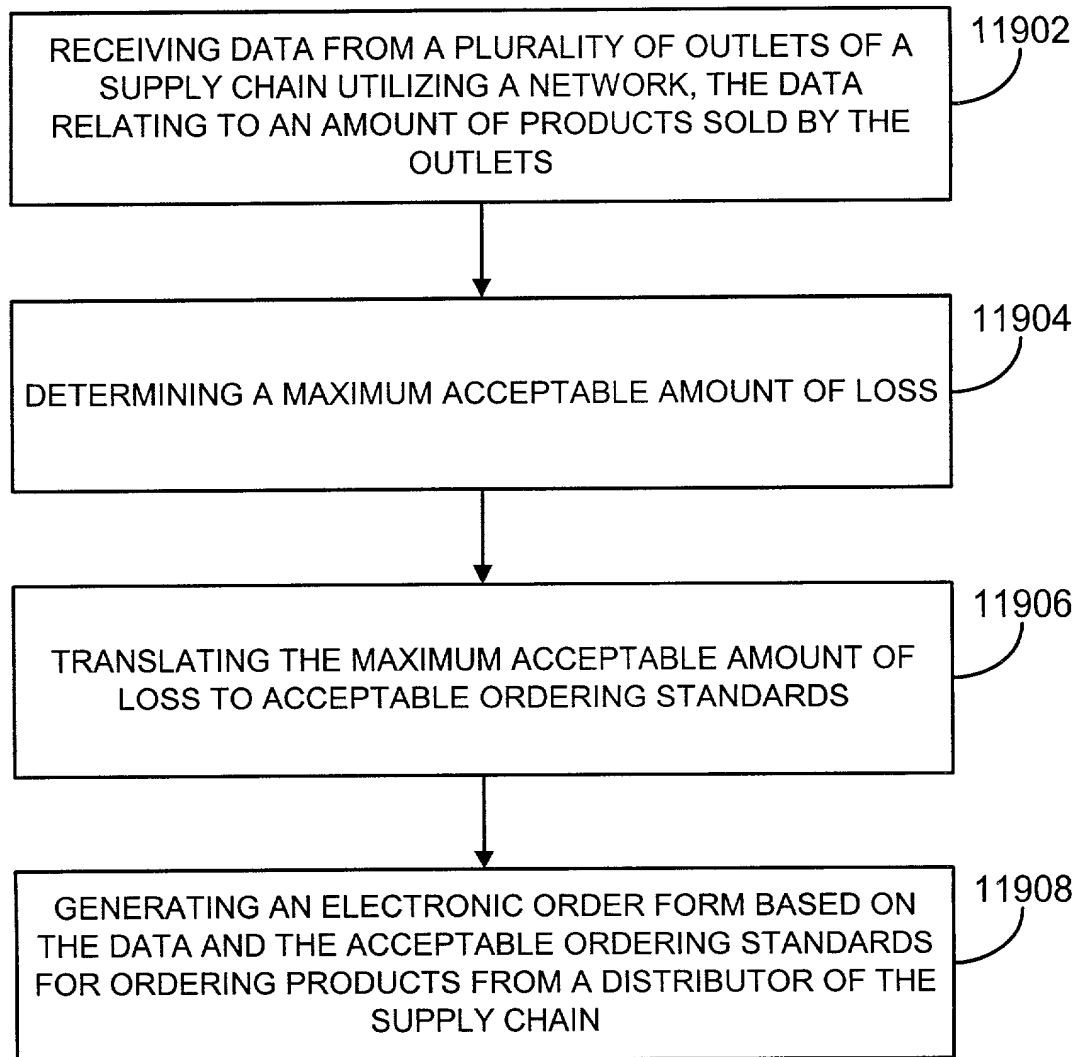 RECEIVING DATA FROM A PLURALITY OF OUTLETS OF A
SUPPLY CHAIN UTILIZING A NETWORK, THE DATA
RELATING TO AN AMOUNT OF PRODUCTS SOLD BY THE
OUTLETS
11902
DETERMINING A MAXIMUM ACCEPTABLE AMOUNT OF LOSS
11904
TRANSLATING THE MAXIMUM ACCEPTABLE AMOUNT OF
LOSS TO ACCEPTABLE ORDERING STANDARDS
11906
GENERATING AN ELECTRONIC ORDER FORM BASED ON
THE DATA AND THE ACCEPTABLE ORDERING STANDARDS
FOR ORDERING PRODUCTS FROM A DISTRIBUTOR OF THE
SUPPLY CHAIN
11908